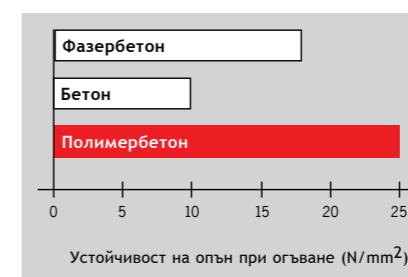 Фазербетон
Бетон
Полимербетон
0 5 10 15 20 25
Устойчивост на опън при огъване (N/mm²)